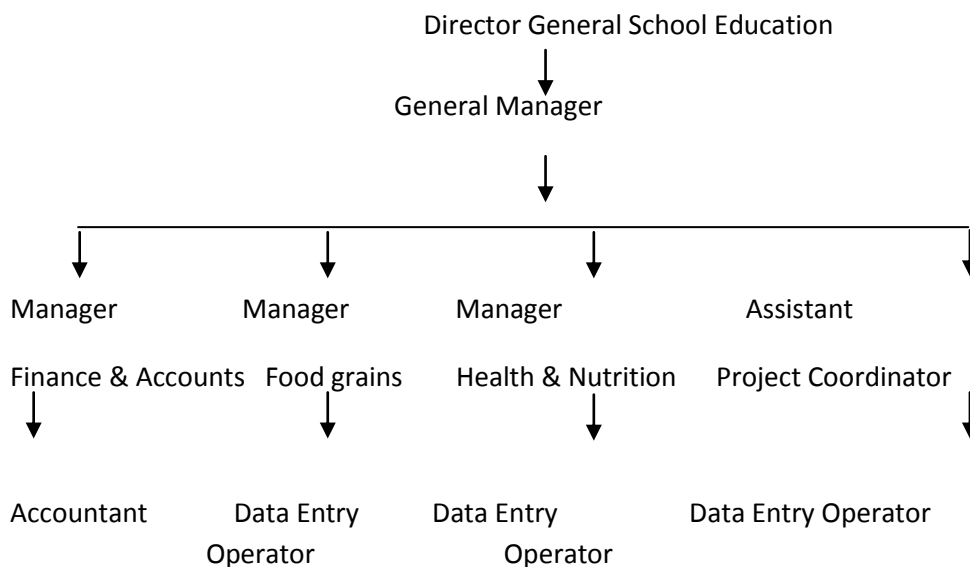 Director General School Education
General Manager
Manager Manager Manager Assistant
Finance & Accounts Food grains Health & Nutrition Project Coordinator
Accountant Data Entry Data Entry Data Entry Operator
Operator Operator